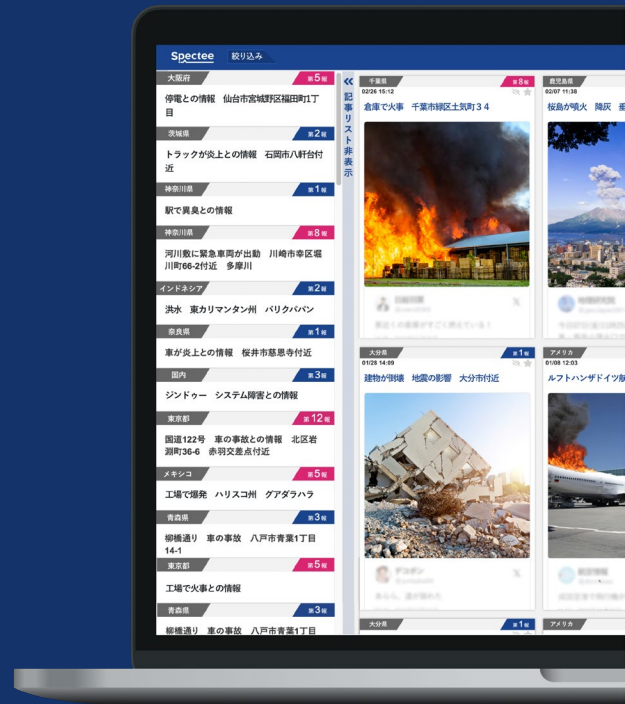 Spectee 絞り込み
大阪府 第5報
停電との情報 仙台市宮城野区福田町1丁
目
茨城県 第2報
トラックが炎上との情報 石岡市八軒台付
近
神奈川県 第1報
駅で異臭との情報
神奈川県 第8報
河川敷に緊急車両が出動 川崎市幸区堀
川町66-2付近 多摩川
インドネシア 第2報
洪水 東カリマンタン州 バリクパパン
奈良県 第1報
車が炎上との情報 桜井市慈恩寺付近
国内 第3報
ジンドゥー システム障害との情報
東京都 第12報
国道122号 車の事故との情報 北区岩
淵町36-6 赤羽交差点付近
メキシコ 第5報
工場で爆発 ハリスコ州 グアダラハラ
青森県 第3報
柳橋通り 車の事故 八戸市青葉1丁目
14-1
東京都 第5報
工場で火事との情報
青森県 第3報
柳橋通り 車の事故 八戸市青葉1丁目
記事リスト非表示
千葉県 第8報
02/26 15:12
倉庫で火事 千葉市緑区土気町34
鹿児島県
02/07 11:38
桜島が噴火 降灰
大分県 第1報
01/28 14:89
建物が倒壊 地震の影響 大分市付近
アメリカ
01/08 12:03
ルフトハンザドイツ航
大分県 第1報
アメリカ